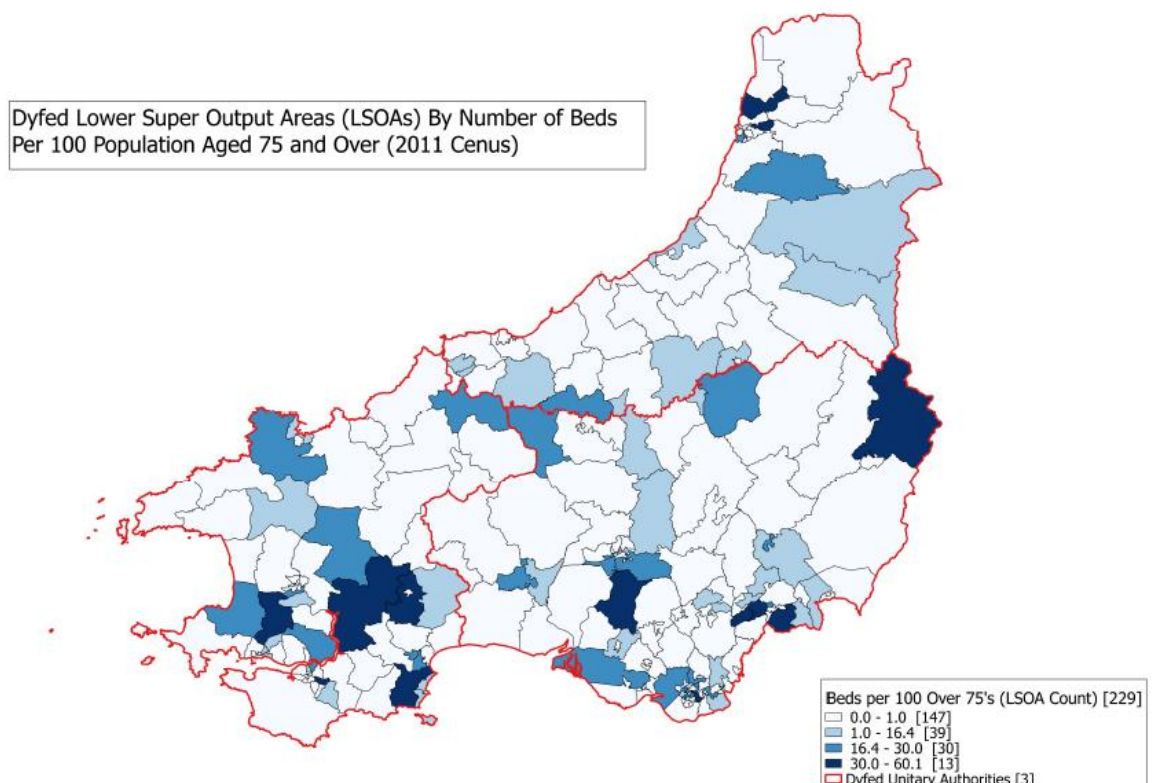 Dyfed Lower Super Output Areas (LSOAs) By Number of Beds
Per 100 Population Aged 75 and Over (2011 Cenus)
Beds per 100 Over 75's (LSOA Count) [229]
0.0 - 1.0 [147]
1.0 - 16.4 [39]
16.4 - 30.0 [30]
30.0 - 60.1 [13]
Dyfed Unitary Authorities [3]